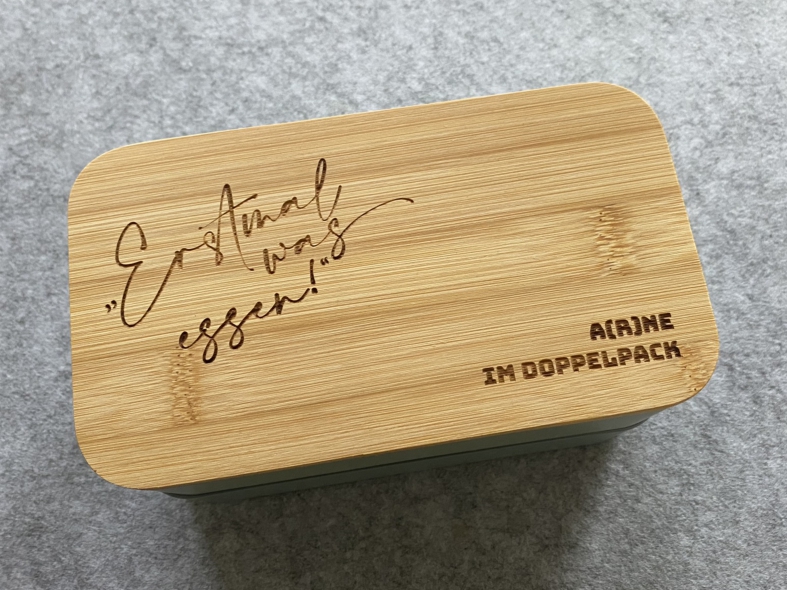 „Erstmal
was
essen!“
A(R)NE
IM DOPPELPACK